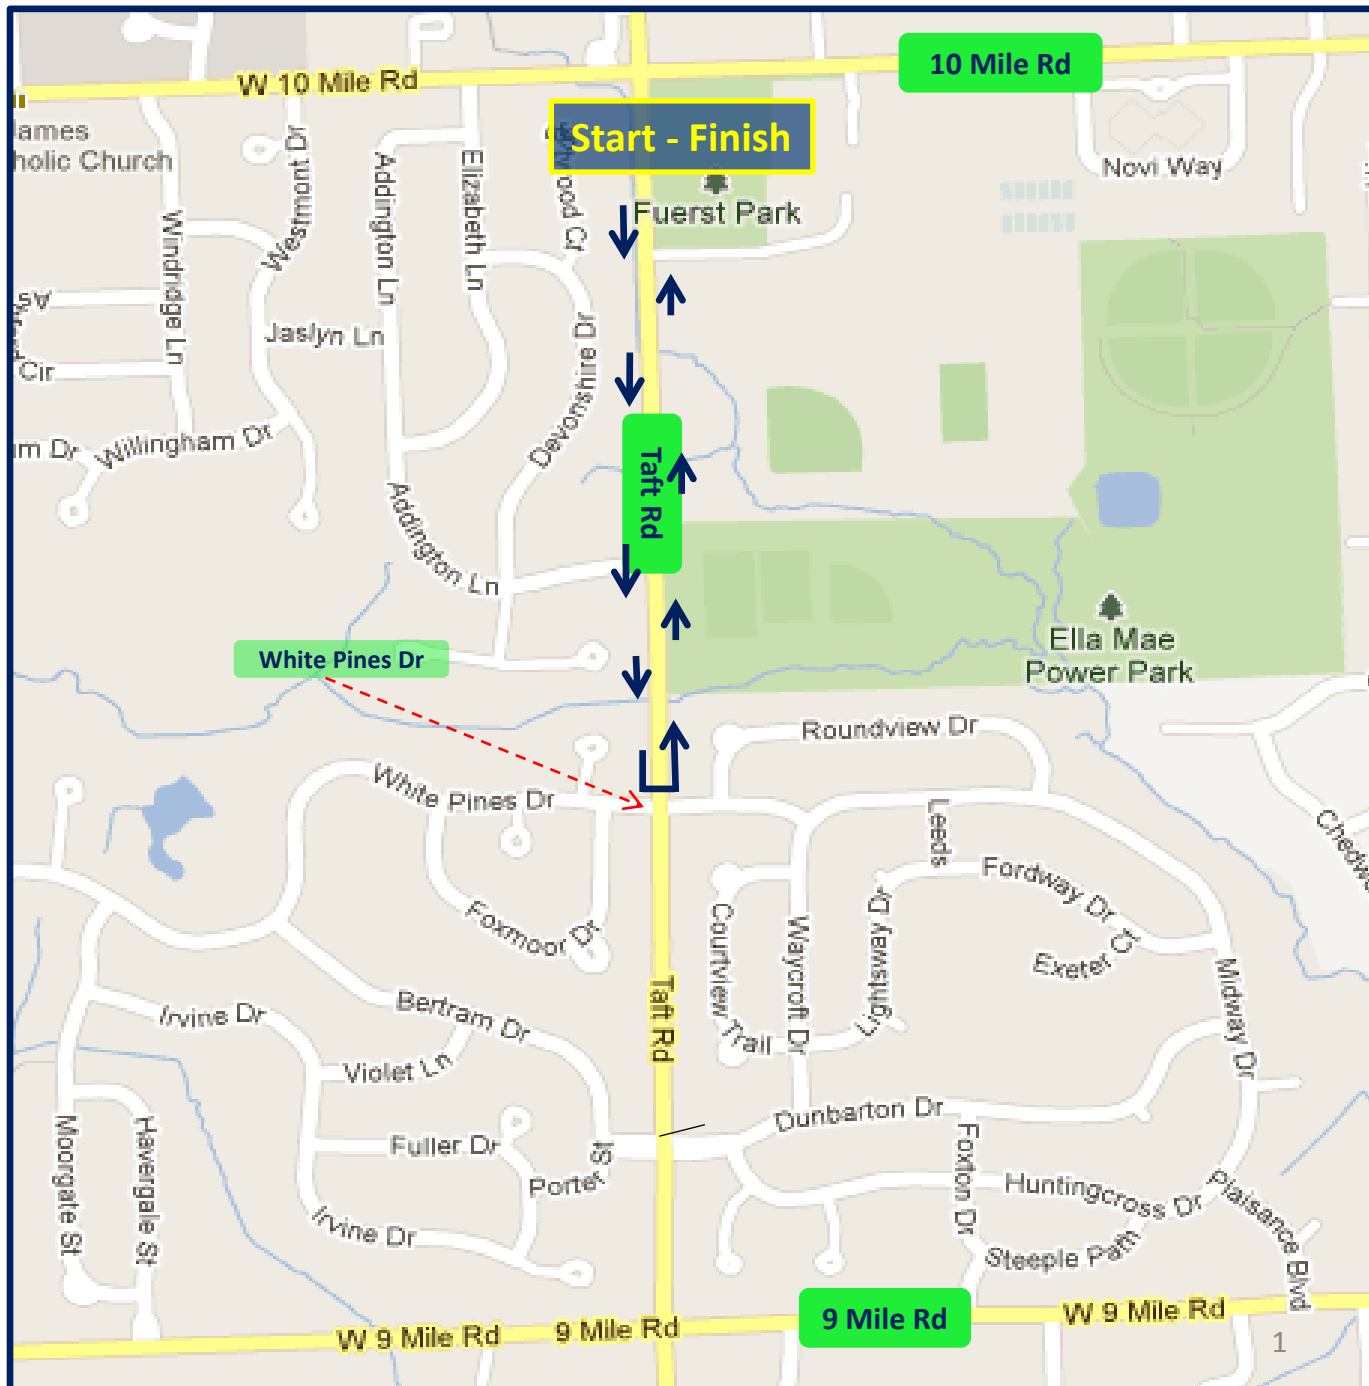 10 Mile Rd
W 10 Mile Rd
Start - Finish
James
holic Church
Novi Way
Fuerst Park
Westmont Dr
Addington Ln
Elizabeth Ln
Windridge Ln
Jaslyn Ln
Devonshire Dr
Cir
Willingham Dr
Taft Rd
Addington Ln
Ella Mae
Power Park
White Pines Dr
Roundview Dr
White Pines Dr
Leeds
Fordway Dr
Foxmoor Dr
Courtview
Trail
Waycroft Dr
Lightsway Dr
Exeter Ct
Midway Dr
Taft Rd
Irvine Dr
Bertram Dr
Violet Ln
Dunbarton Dr
Moorgate St
Havergale St
Fuller Dr
Porter St
Foxton Dr
Huntingcross Dr
Plaisance Blvd
Irvine Dr
Steeple Path
W 9 Mile Rd
9 Mile Rd
9 Mile Rd
W 9 Mile Rd
1